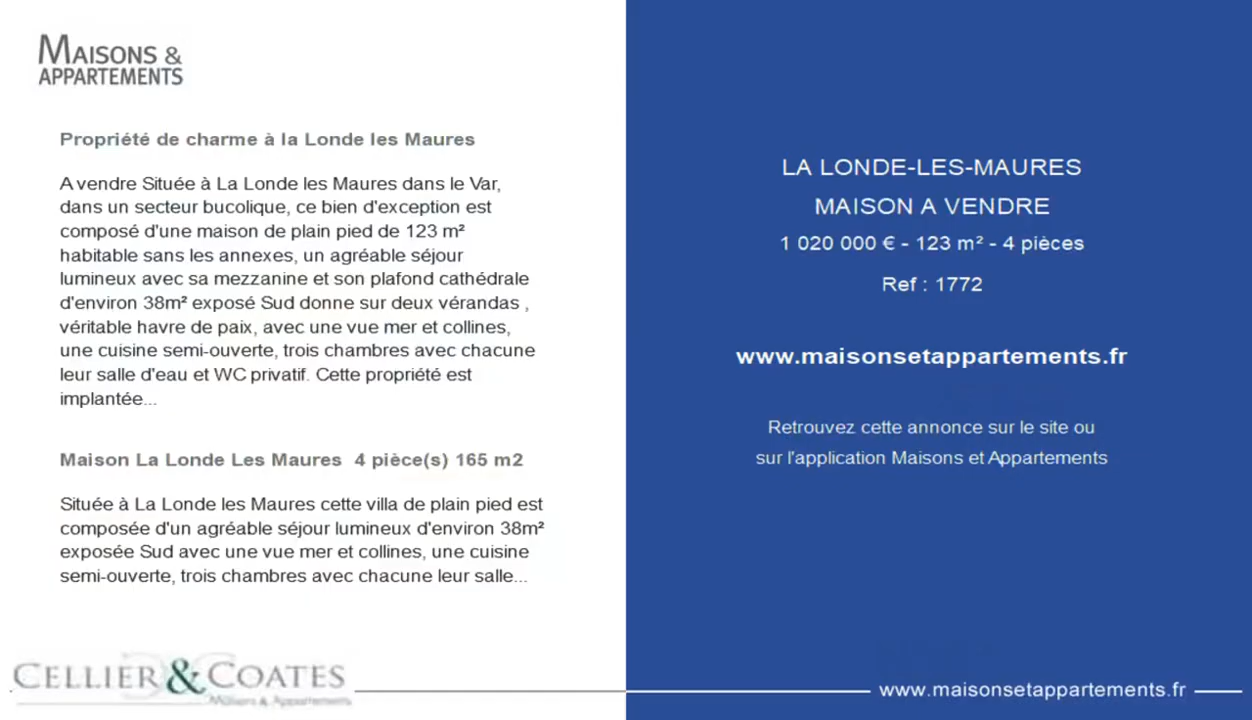 MAISONS &
APPARTEMENTS
Propriété de charme à la Londe les Maures
A vendre Située à La Londe les Maures dans le Var,
dans un secteur bucolique, ce bien d'exception est
composé d'une maison de plain pied de 123 m²
habitable sans les annexes, un agréable séjour
lumineux avec sa mezzanine et son plafond cathédrale
d'environ 38m² exposé Sud donne sur deux vérandas ,
véritable havre de paix, avec une vue mer et collines,
une cuisine semi-ouverte, trois chambres avec chacune
leur salle d'eau et WC privatif. Cette propriété est
implantée...
Maison La Londe Les Maures 4 pièce(s) 165 m2
Située à La Londe les Maures cette villa de plain pied est
composée d'un agréable séjour lumineux d'environ 38m²
exposée Sud avec une vue mer et collines, une cuisine
semi-ouverte, trois chambres avec chacune leur salle...
CELLIER & COATES
Maisons & Appartements
LA LONDE-LES-MAURES
MAISON A VENDRE
1 020 000 € - 123 m² - 4 pièces
Ref : 1772
www.maisonsetappartements.fr
Retrouvez cette annonce sur le site ou
sur l'application Maisons et Appartements
www.maisonsetappartements.fr